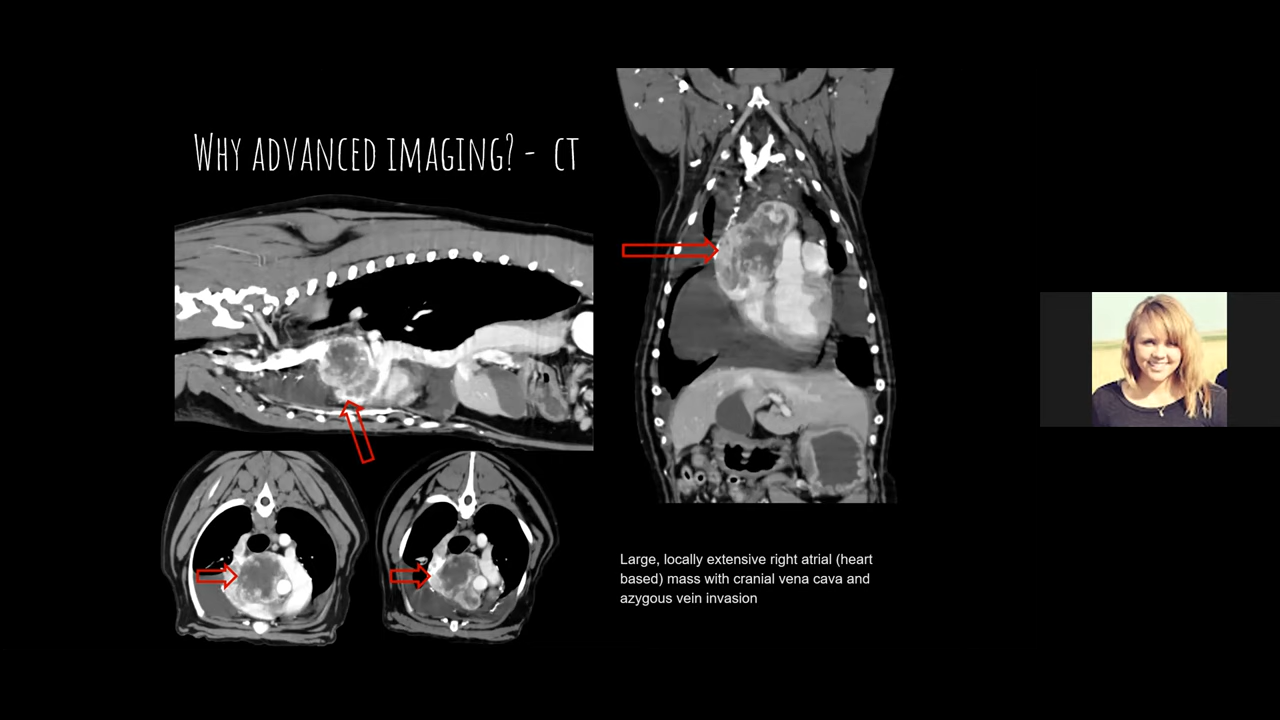 Why advanced imaging? - CT
Large, locally extensive right atrial (heart
based) mass with cranial vena cava and
azygous vein invasion